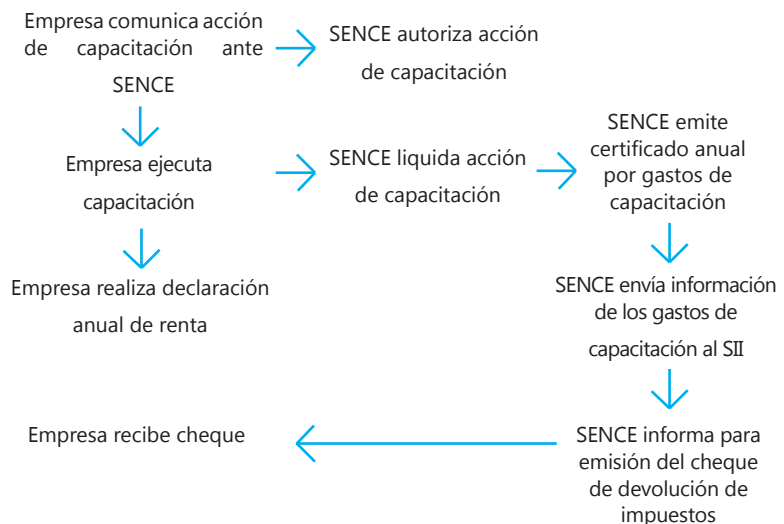 Empresa comunica acción
de capacitación ante
SENCE
SENCE autoriza acción
de capacitación
Empresa ejecuta
capacitación
SENCE liquida acción
de capacitación
SENCE emite
certificado anual
por gastos de
capacitación
Empresa realiza declaración
anual de renta
SENCE envía información
de los gastos de
capacitación al SII
SENCE informa para
emisión del cheque
de devolución de
impuestos
Empresa recibe cheque